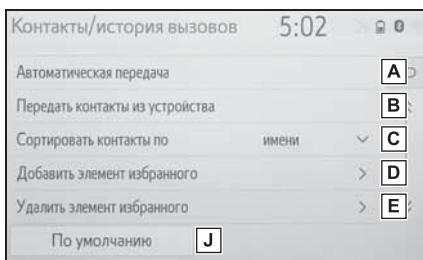 Контакты/история вызовов 5:02
Автоматическая передача A
Передать контакты из устройства B
Сортировать контакты по имени C
Добавить элемент избранного D
Удалить элемент избранного E
По умолчанию J